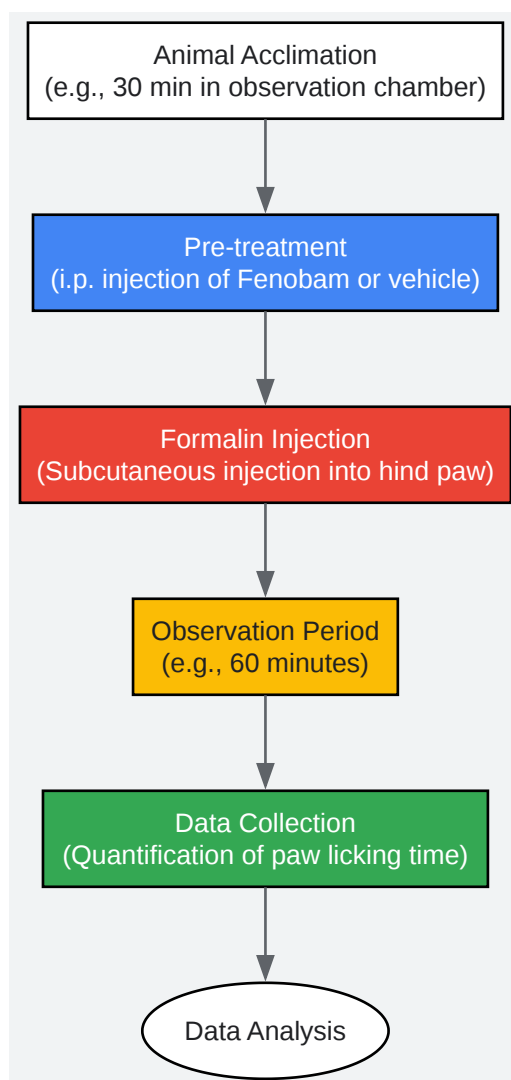 Animal Acclimation
(e.g., 30 min in observation chamber)
Pre-treatment
(i.p. injection of Fenobam or vehicle)
Formalin Injection
(Subcutaneous injection into hind paw)
Observation Period
(e.g., 60 minutes)
Data Collection
(Quantification of paw licking time)
Data Analysis